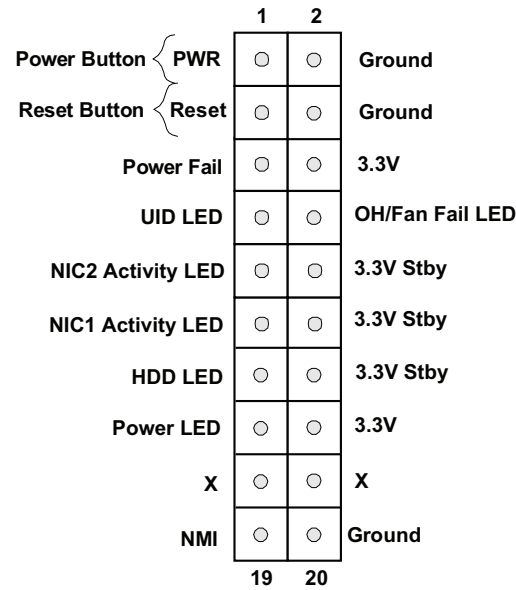 1 2
Power Button PWR Ground
Reset Button Reset Ground
Power Fail 3.3V
UID LED OH/Fan Fail LED
NIC2 Activity LED 3.3V Stby
NIC1 Activity LED 3.3V Stby
HDD LED 3.3V Stby
Power LED 3.3V
X X
NMI Ground
19 20